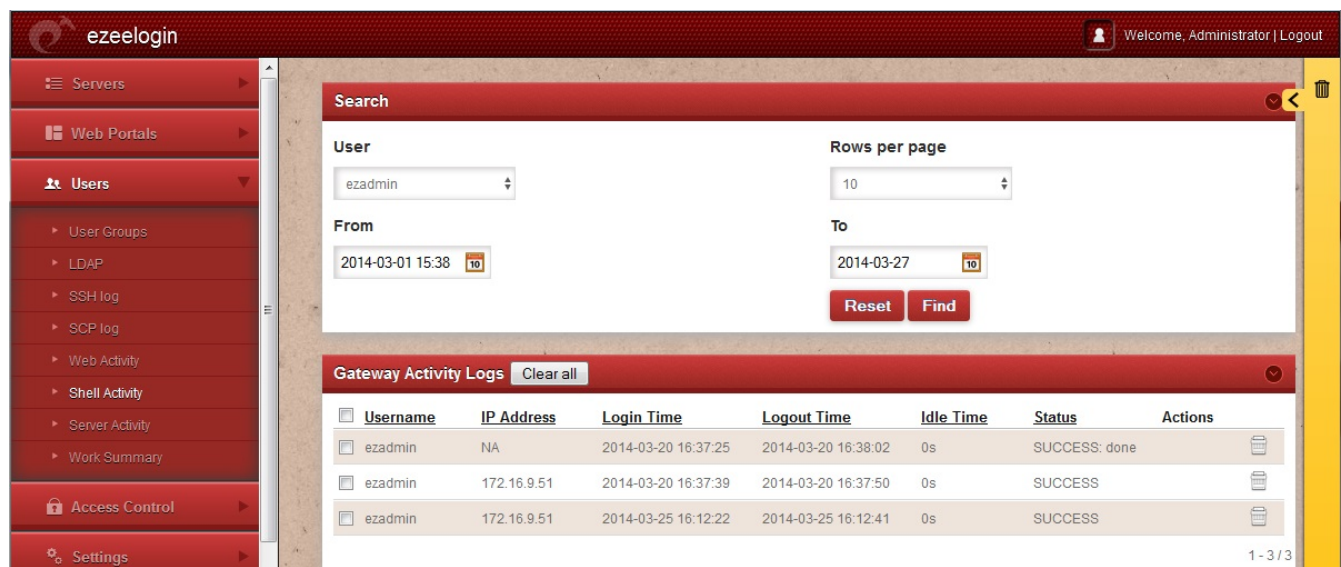 ezeelogin
Welcome, Administrator | Logout
Servers
Web Portals
Users
User Groups
LDAP
SSH log
SCP log
Web Activity
Shell Activity
Server Activity
Work Summary
Access Control
Settings
Search
User
Rows per page
ezadmin
10
From
To
2014-03-01 15:38
10
2014-03-27
10
Reset
Find
Gateway Activity Logs Clear all
Username IP Address Login Time Logout Time Idle Time Status Actions
ezadmin NA 2014-03-20 16:37:25 2014-03-20 16:38:02 0s SUCCESS: done
ezadmin 172.16.9.51 2014-03-20 16:37:39 2014-03-20 16:37:50 0s SUCCESS
ezadmin 172.16.9.51 2014-03-25 16:12:22 2014-03-25 16:12:41 0s SUCCESS
1 - 3 / 3